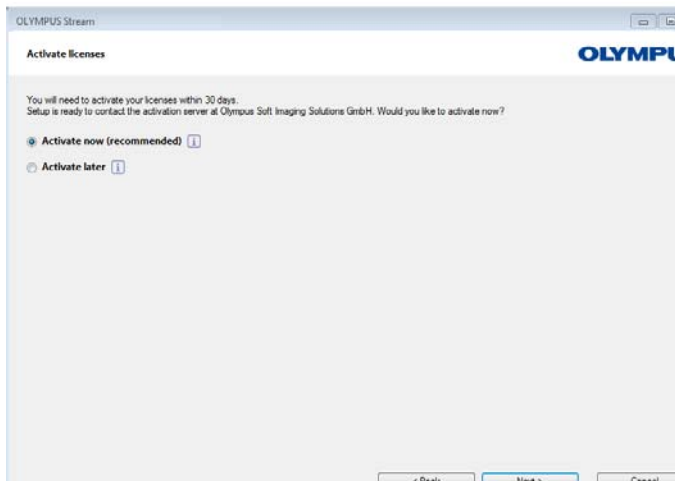 OLYMPUS Stream
Activate licenses
OLYMPU
You will need to activate your licenses within 30 days.
Setup is ready to contact the activation server at Olympus Soft Imaging Solutions GmbH. Would you like to activate now?
Activate now (recommended) i
Activate later i
< Back Next > Cancel